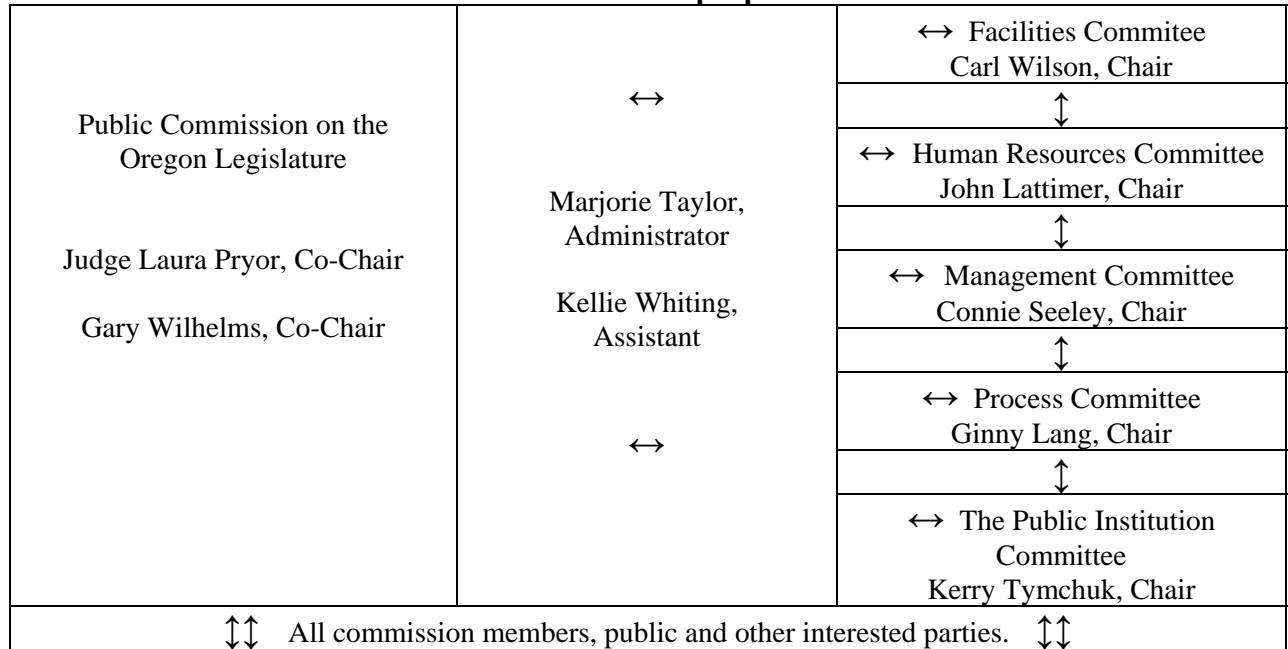 Public Commission on the
Oregon Legislature
Judge Laura Pryor, Co-Chair
Gary Wilhelms, Co-Chair
↔
Marjorie Taylor,
Administrator
Kellie Whiting,
Assistant
↔
↔ Facilities Commitee
Carl Wilson, Chair
↕
↔ Human Resources Committee
John Lattimer, Chair
↕
↔ Management Committee
Connie Seeley, Chair
↕
↔ Process Committee
Ginny Lang, Chair
↕
↔ The Public Institution
Committee
Kerry Tymchuk, Chair
↕↕ All commission members, public and other interested parties. ↕↕